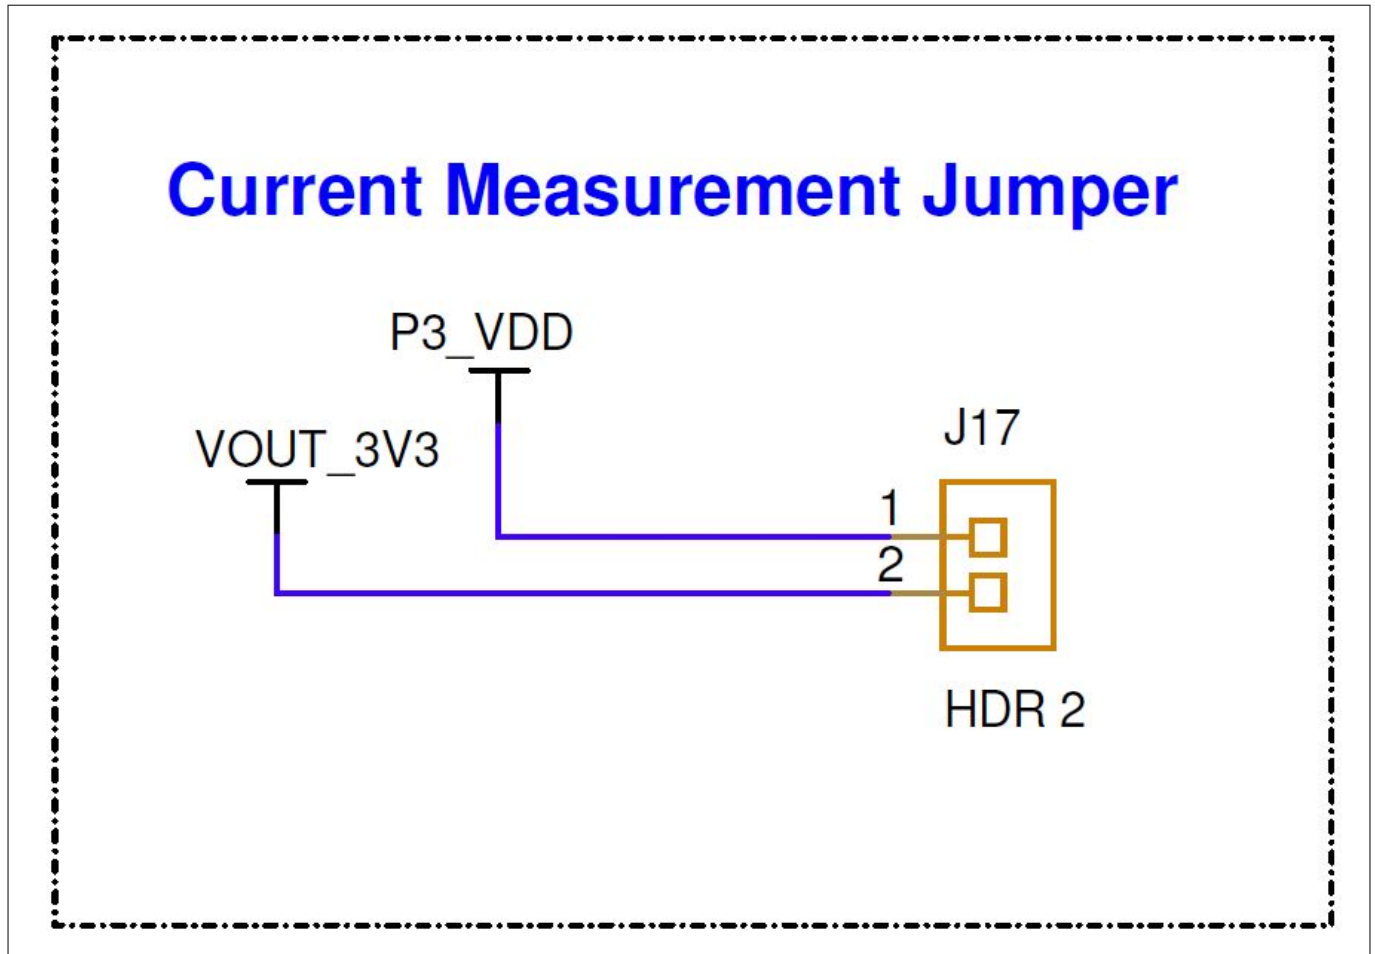 Current Measurement Jumper
P3_VDD
VOUT_3V3
J17
1
2
HDR 2